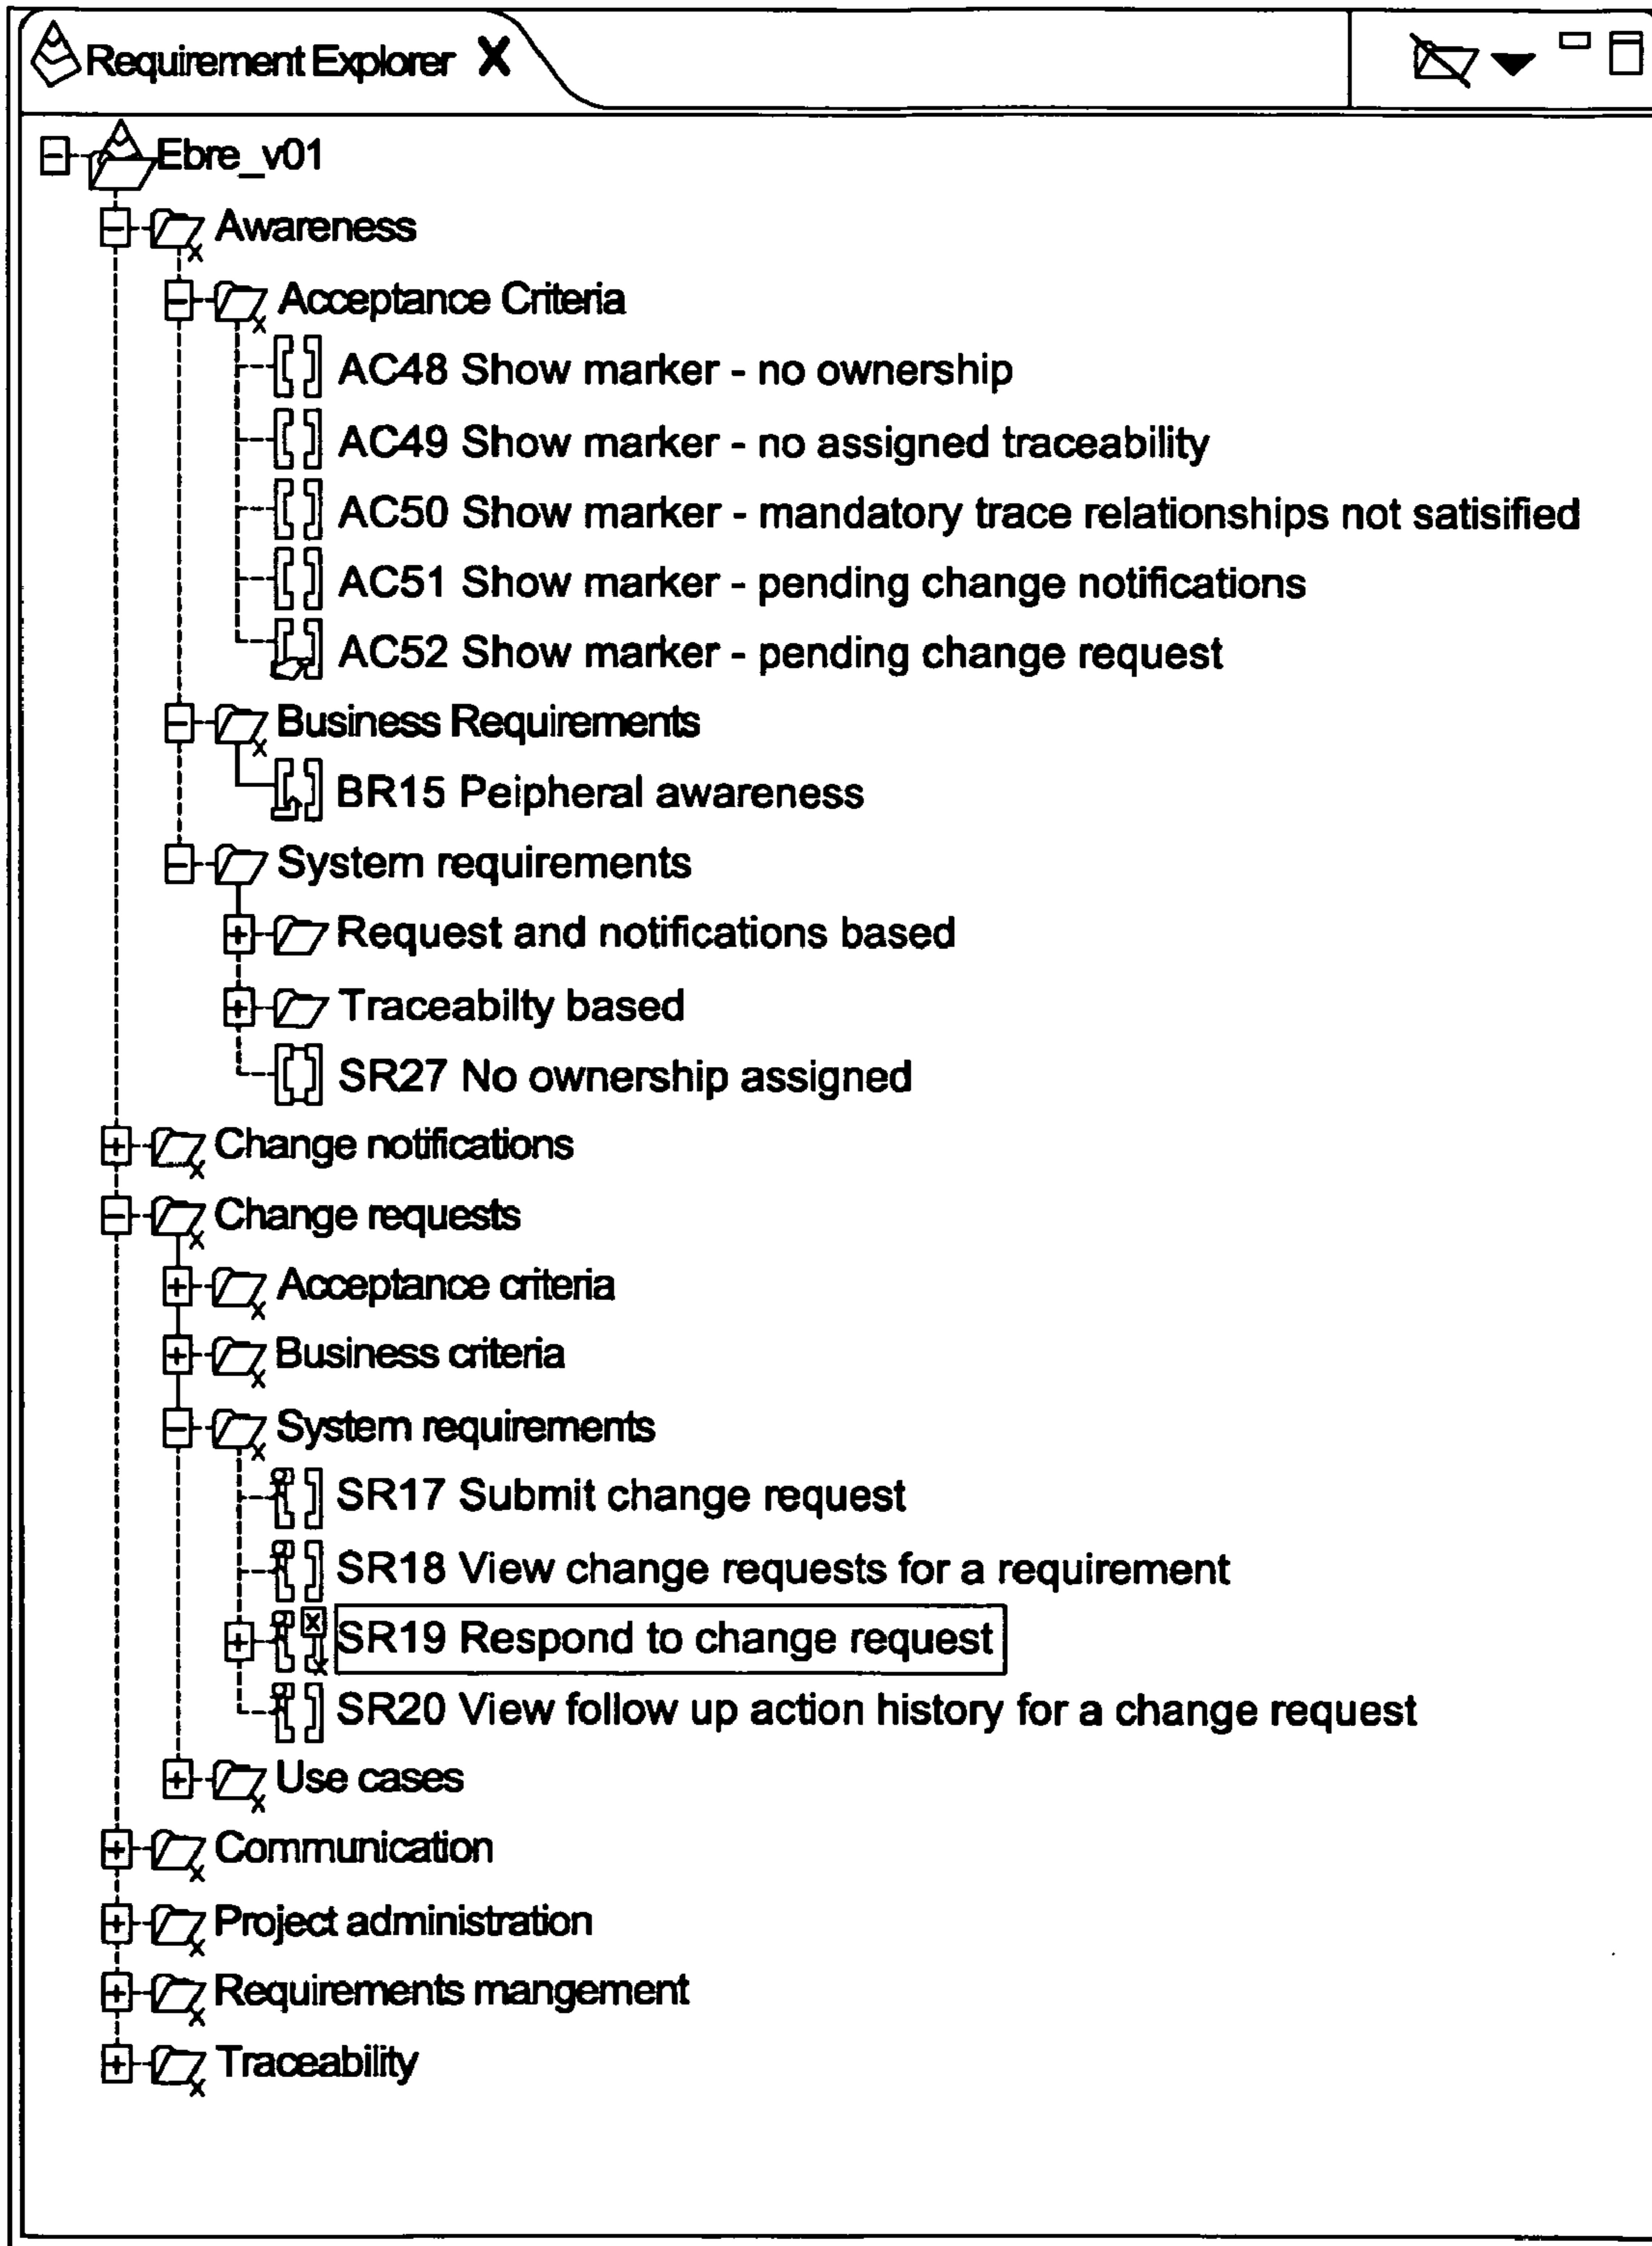 Requirement Explorer X
Ebre_v01
Awareness
Acceptance Criteria
AC48 Show marker - no ownership
AC49 Show marker - no assigned traceability
AC50 Show marker - mandatory trace relationships not satisified
AC51 Show marker - pending change notifications
AC52 Show marker - pending change request
Business Requirements
BR15 Peipheral awareness
System requirements
Request and notifications based
Traceabilty based
SR27 No ownership assigned
Change notifications
Change requests
Acceptance criteria
Business criteria
System requirements
SR17 Submit change request
SR18 View change requests for a requirement
SR19 Respond to change request
SR20 View follow up action history for a change request
Use cases
Communication
Project administration
Requirements mangement
Traceability